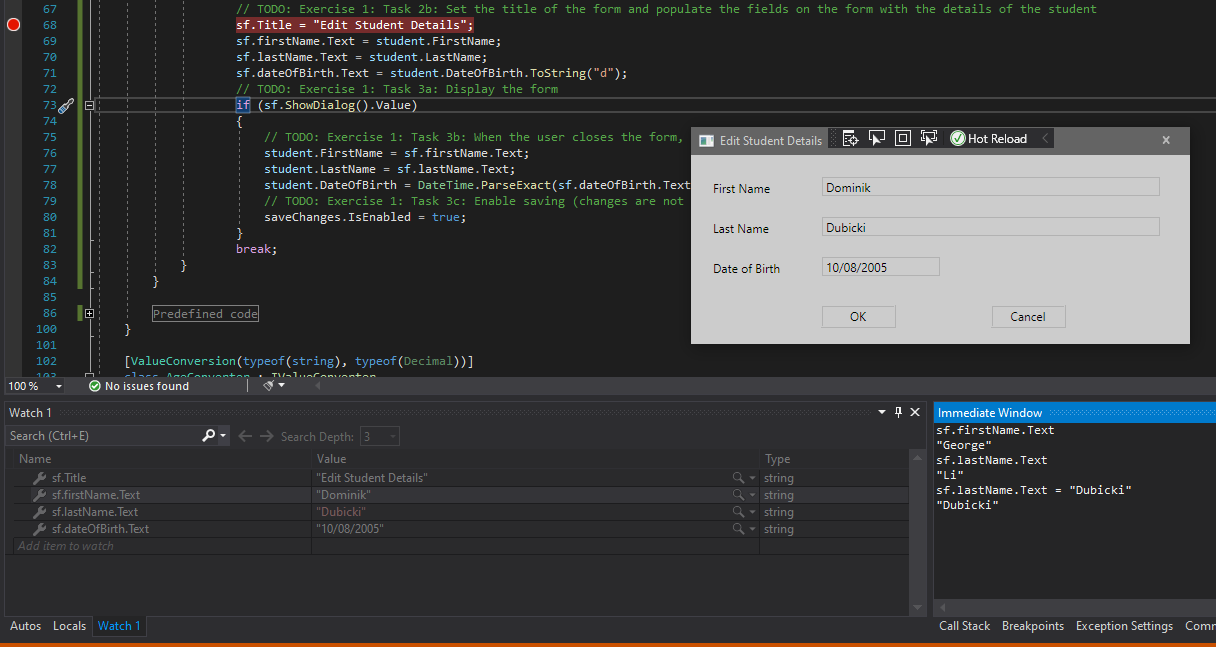 67 // TODO: Exercise 1: Task 2b: Set the title of the form and populate the fields on the form with the details of the student
68 sf.Title = "Edit Student Details";
69 sf.firstName.Text = student.FirstName;
70 sf.lastName.Text = student.LastName;
71 sf.dateOfBirth.Text = student.DateOfBirth.ToString("d");
72 // TODO: Exercise 1: Task 3a: Display the form
73 if (sf.ShowDialog().Value)
74 {
75 // TODO: Exercise 1: Task 3b: When the user closes the form,
76 student.FirstName = sf.firstName.Text;
77 student.LastName = sf.lastName.Text;
78 student.DateOfBirth = DateTime.ParseExact(sf.dateOfBirth.Text
79 // TODO: Exercise 1: Task 3c: Enable saving (changes are not
80 saveChanges.IsEnabled = true;
81 }
82 break;
83 }
84 }
85
86 Predefined code
100 }
101
102 [ValueConversion(typeof(string), typeof(Decimal))]
103 class AgeConverter : IValueConverter
Edit Student Details Hot Reload
First Name Dominik
Last Name Dubicki
Date of Birth 10/08/2005
OK Cancel
100 % No issues found
Watch 1
Search (Ctrl+E) Search Depth: 3
Name Value Type
sf.Title "Edit Student Details" string
sf.firstName.Text "Dominik" string
sf.lastName.Text "Dubicki" string
sf.dateOfBirth.Text "10/08/2005" string
Add item to watch
Autos Locals Watch 1
Immediate Window
sf.firstName.Text
"George"
sf.lastName.Text
"Li"
sf.lastName.Text = "Dubicki"
"Dubicki"
Call Stack Breakpoints Exception Settings Comm